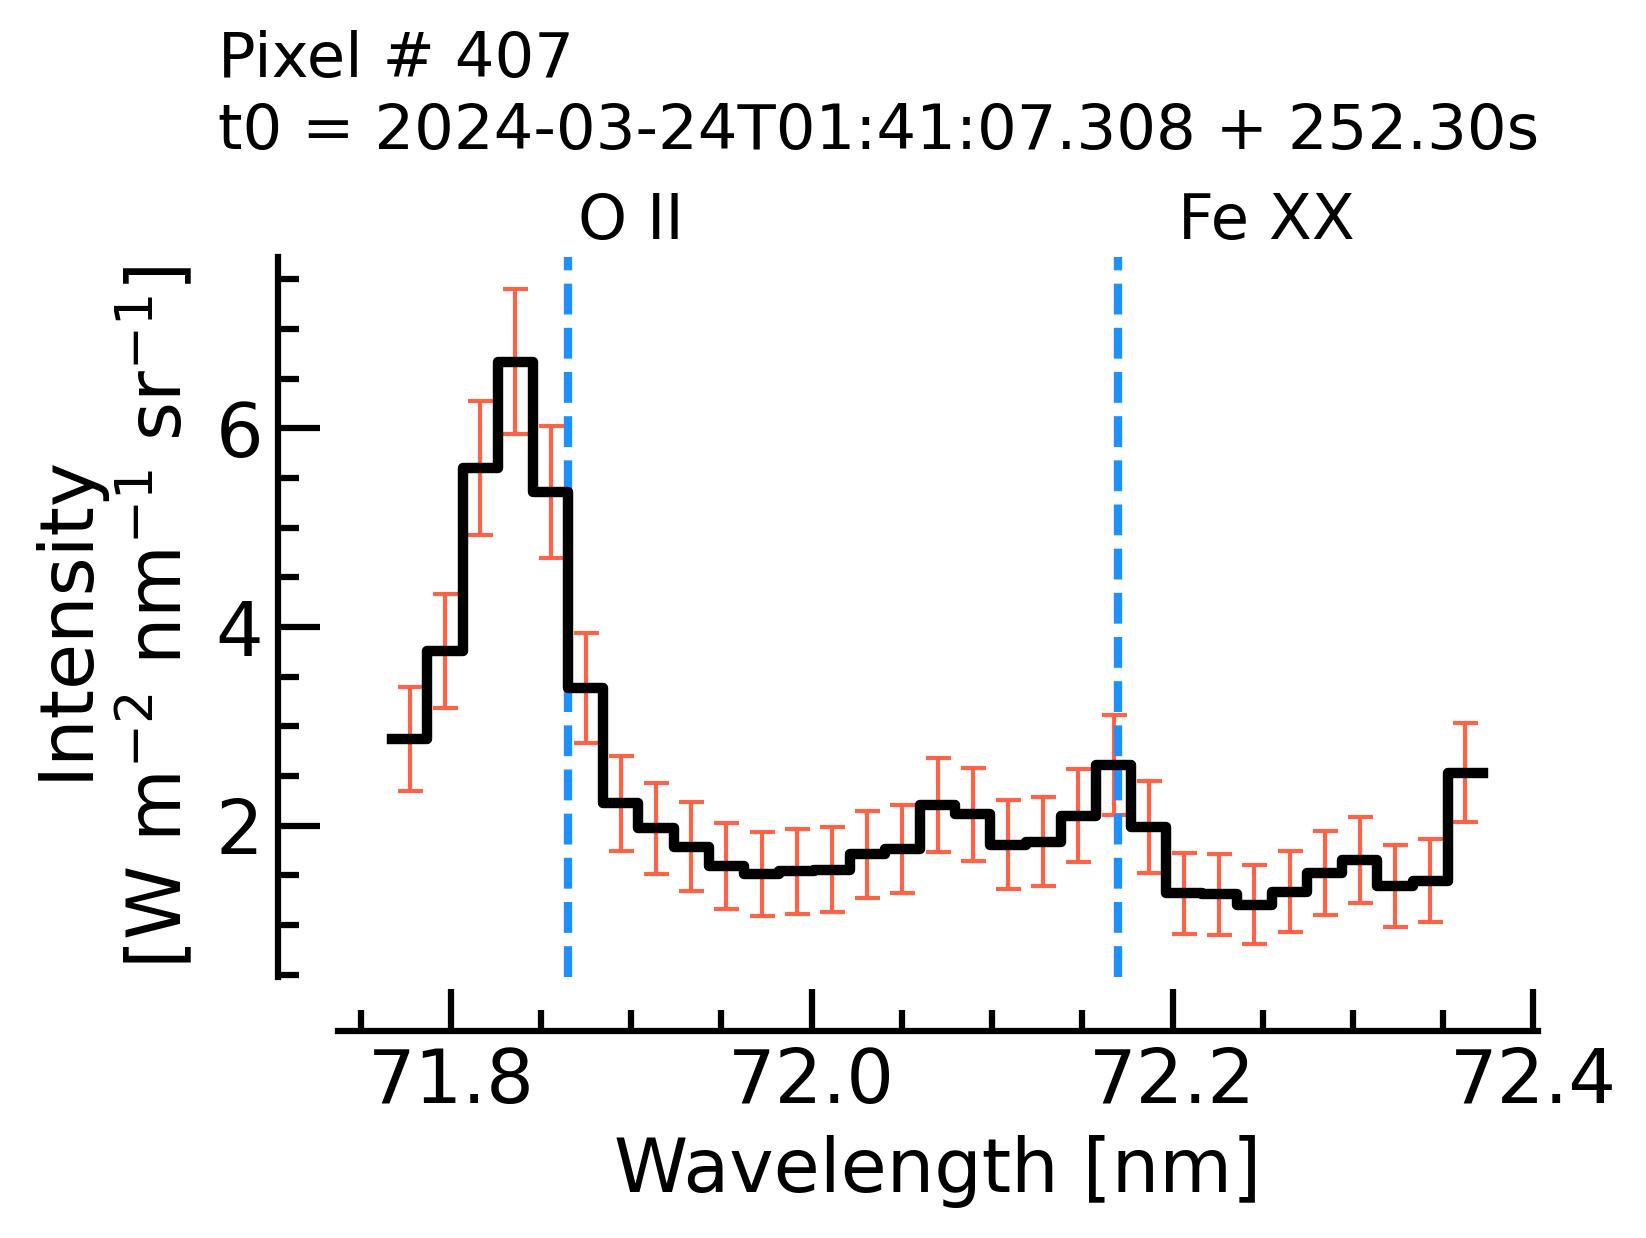 Pixel # 407
t0 = 2024-03-24T01:41:07.308 + 252.30s
O II
Fe XX
Intensity
[W m⁻² nm⁻¹ sr⁻¹]
6
4
2
71.8
72.0
72.2
72.4
Wavelength [nm]